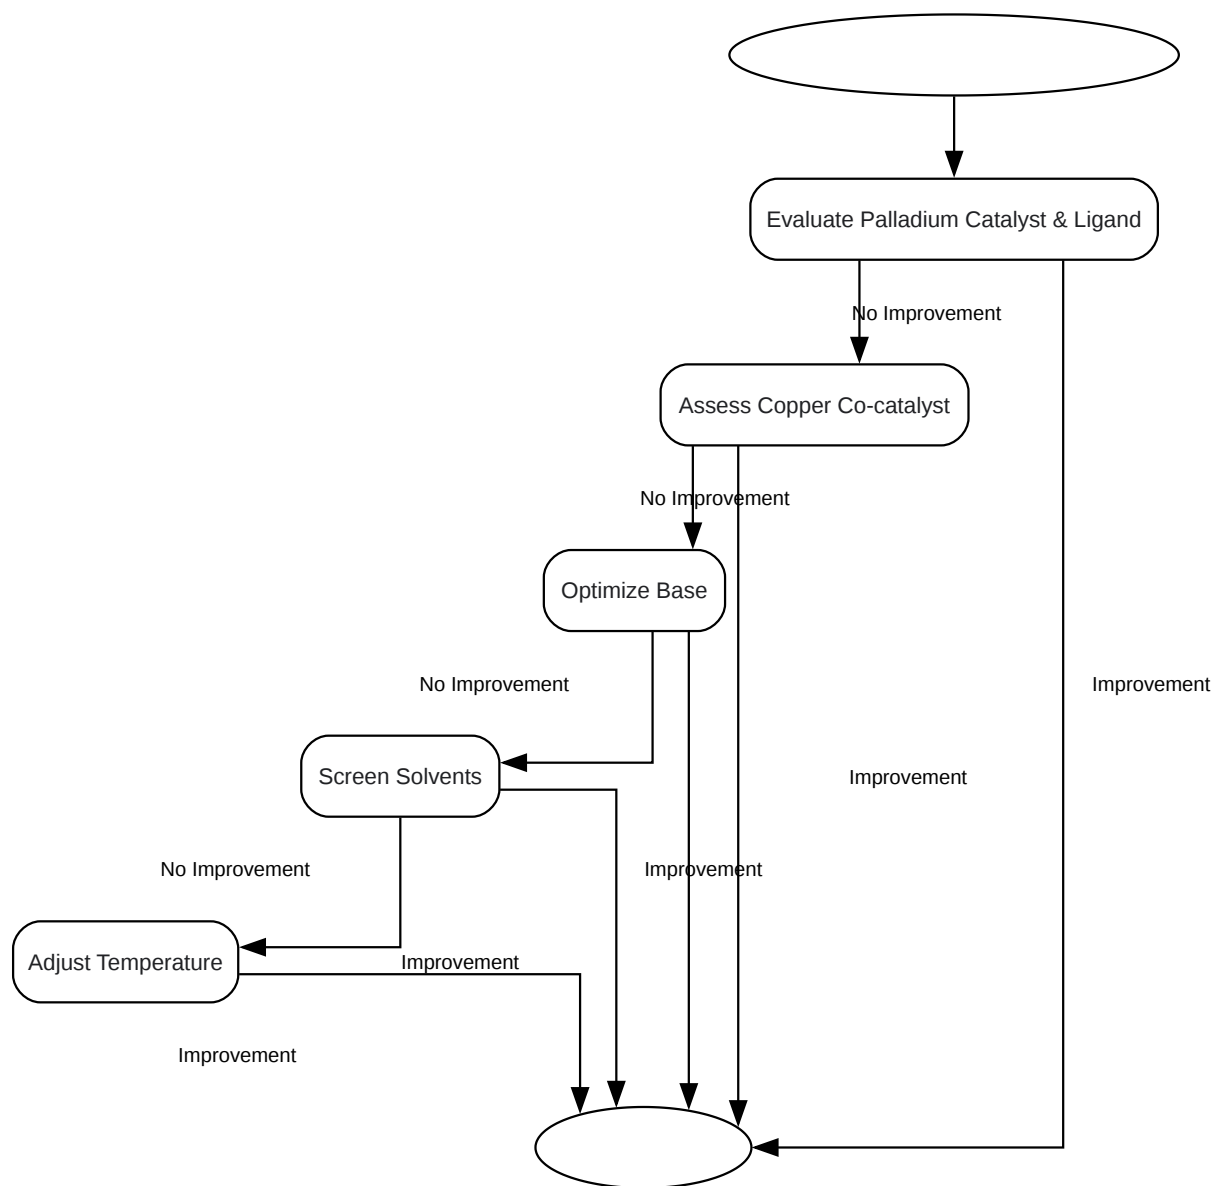 Evaluate Palladium Catalyst & Ligand
No Improvement
Assess Copper Co-catalyst
No Improvement
Optimize Base
No Improvement
Improvement
Screen Solvents
Improvement
No Improvement
Improvement
Adjust Temperature
Improvement
Improvement